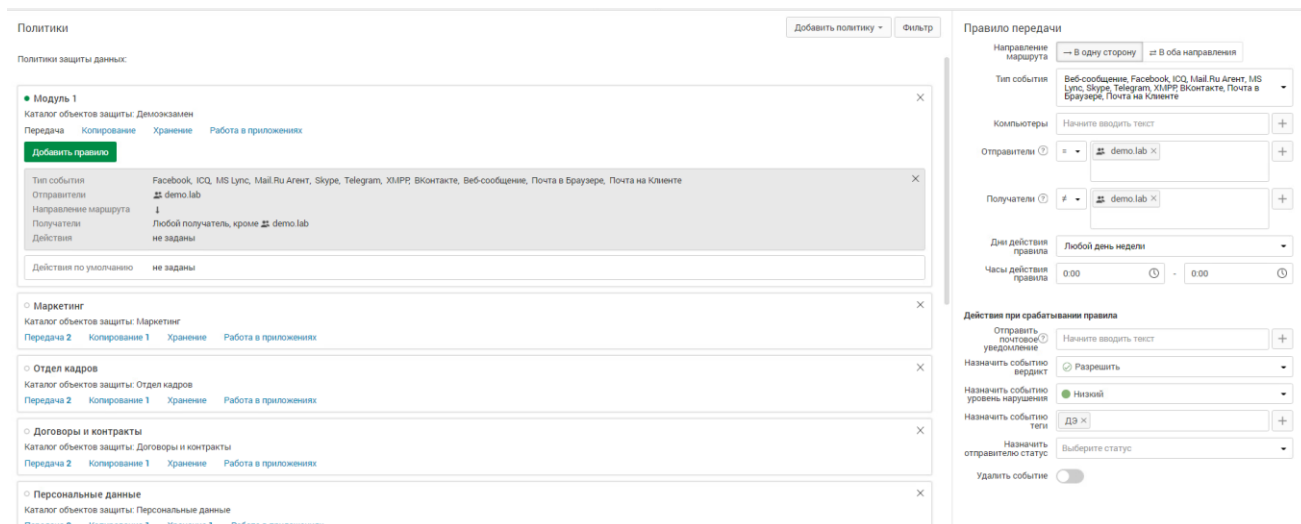 Политики
Добавить политику
Фильтр
Политики защиты данных:
Модуль 1
Каталог объектов защиты: Демоэкзамен
Передача Копирование Хранение Работа в приложениях
Добавить правило
Тип события Facebook, ICQ, MS Lync, Mail.Ru Агент, Skype, Telegram, XMPP, ВКонтакте, Веб-сообщение, Почта в Браузере, Почта на Клиенте
Отправители demo.lab
Направление маршрута ↓
Получатели Любой получатель, кроме demo.lab
Действия не заданы
Действия по умолчанию не заданы
Маркетинг
Каталог объектов защиты: Маркетинг
Передача 2 Копирование 1 Хранение Работа в приложениях
Отдел кадров
Каталог объектов защиты: Отдел кадров
Передача 2 Копирование 1 Хранение Работа в приложениях
Договоры и контракты
Каталог объектов защиты: Договоры и контракты
Передача 2 Копирование 1 Хранение Работа в приложениях
Персональные данные
Каталог объектов защиты: Персональные данные
Правило передачи
Направление
маршрута
→ В одну сторону ⇄ В оба направления
Тип события
Веб-сообщение, Facebook, ICQ, Mail.Ru Агент, MS
Lync, Skype, Telegram, XMPP, ВКонтакте, Почта в
Браузере, Почта на Клиенте
Компьютеры Начните вводить текст +
Отправители ? = demo.lab × +
Получатели ? ≠ demo.lab × +
Дни действия
правила
Любой день недели
Часы действия
правила
0:00 - 0:00
Действия при срабатывании правила
Отправить
почтовое ?
уведомление
Начните вводить текст +
Назначить событию
вердикт
Разрешить
Назначить событию
уровень нарушения
Низкий
Назначить событию
теги
ДЭ × +
Назначить
отправителю статус
Выберите статус
Удалить событие